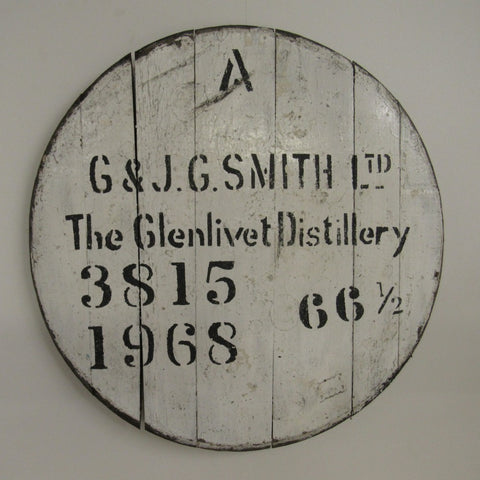 A
G & J.G. SMITH LTD
The Glenlivet Distillery
3815
66 ½
1968